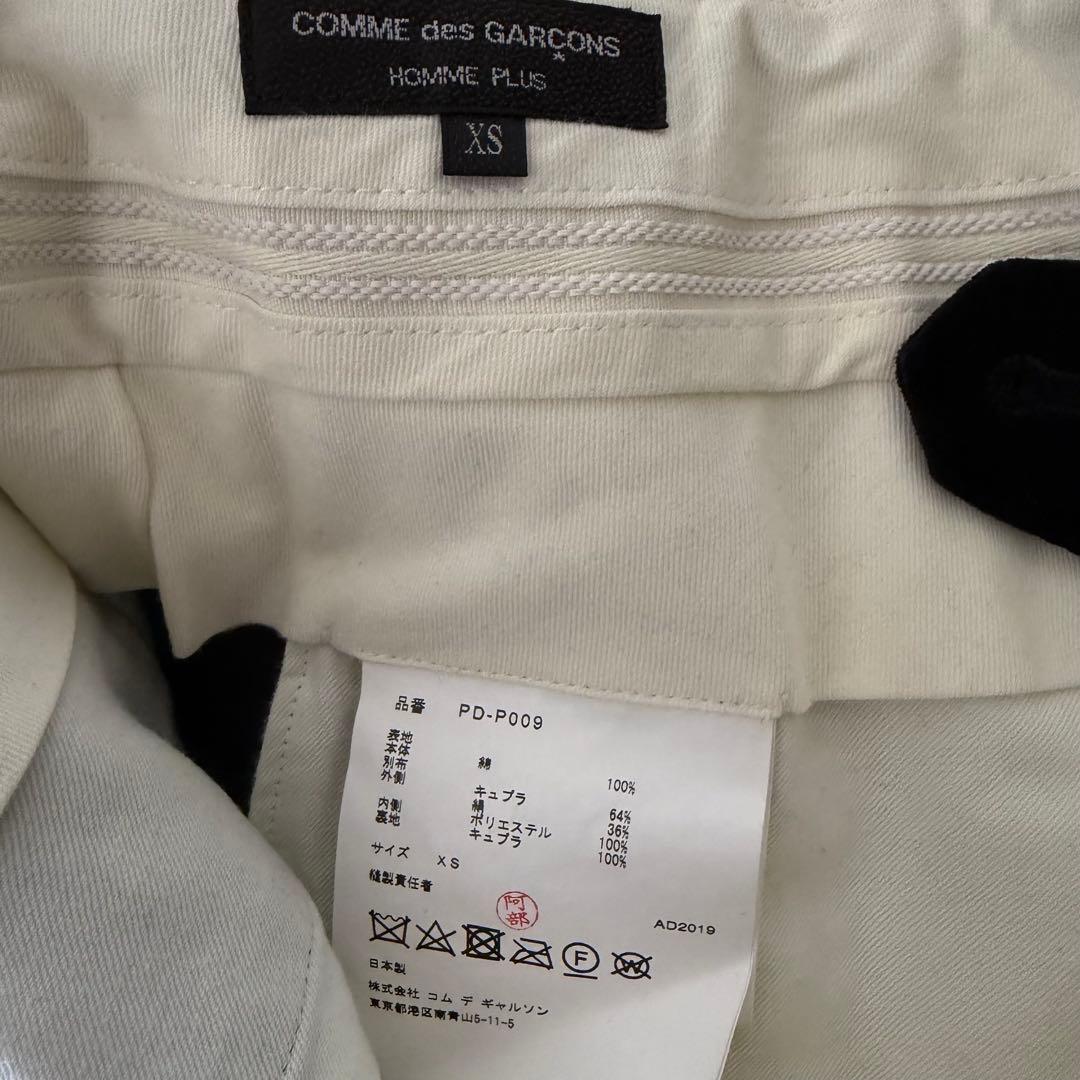 COMME des GARÇONS
HOMME PLUS
XS
品番 PD-P009
表地
本体
別布 綿 100%
外側
キュプラ 64%
内側 綿 36%
裏地 ポリエステル 100%
キュプラ 100%
サイズ XS
縫製責任者
阿部
AD2019
F
W
日本製
株式会社 コム デ ギャルソン
東京都港区南青山5-11-5